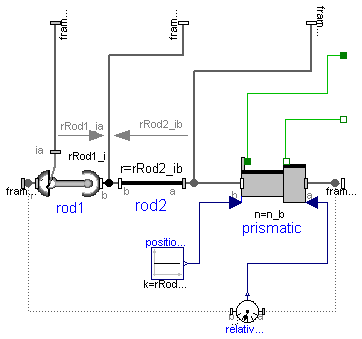 fram...
fram...
fram...
rRod1_ia
rRod2_ib
ia
rRod1_i
r=rRod2_ib
fram...
a
b
b
a
b
a
fram...
rod1
rod2
n=n_b
prismatic
positio...
k=rRod...
b
a
relativ...